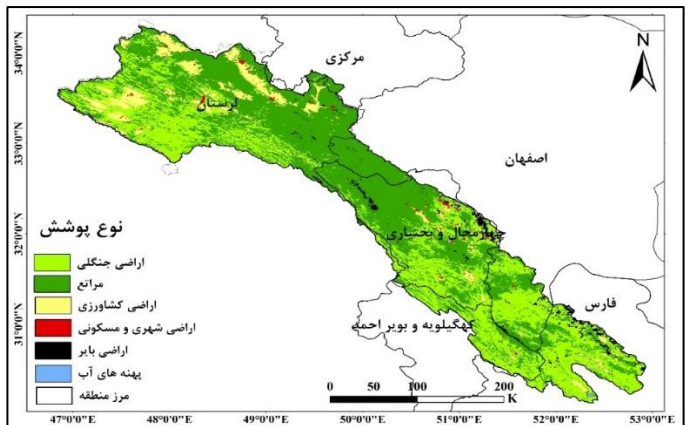 مرکزی
N
لرستان
اصفهان
چهارمحال و بختیاری
فارس
کهگیلویه و بویر احمد
34°0'0"N
33°0'0"N
32°0'0"N
31°0'0"N
نوع پوشش
اراضی جنگلی
مراتع
اراضی کشاورزی
اراضی شهری و مسکونی
اراضی بایر
پهنه های آب
مرز منطقه
0 50 100 200
K
47°0'0"E 48°0'0"E 49°0'0"E 50°0'0"E 51°0'0"E 52°0'0"E 53°0'0"E